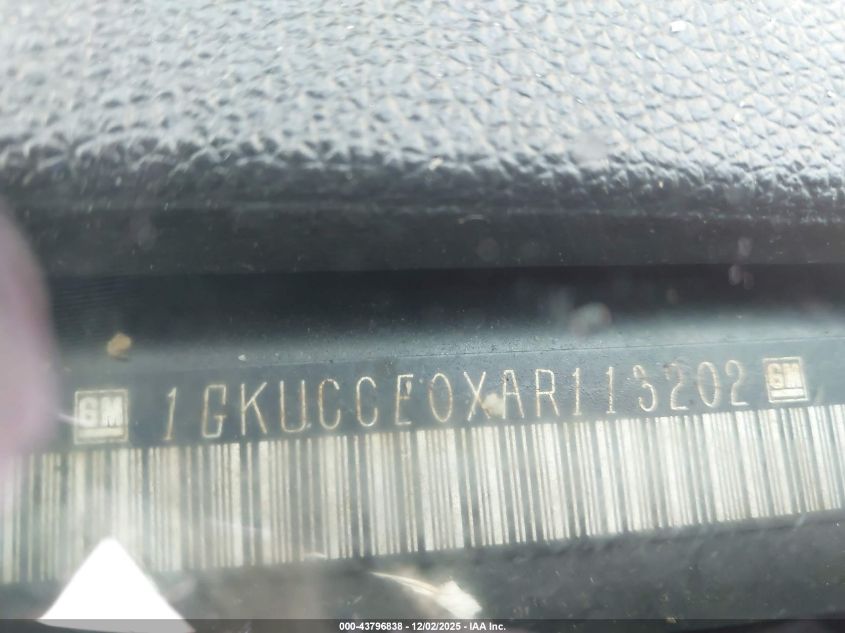 GM 1GKUCCE0XAR113202 GM
000-43796838 - 12/02/2025 - IAA Inc.